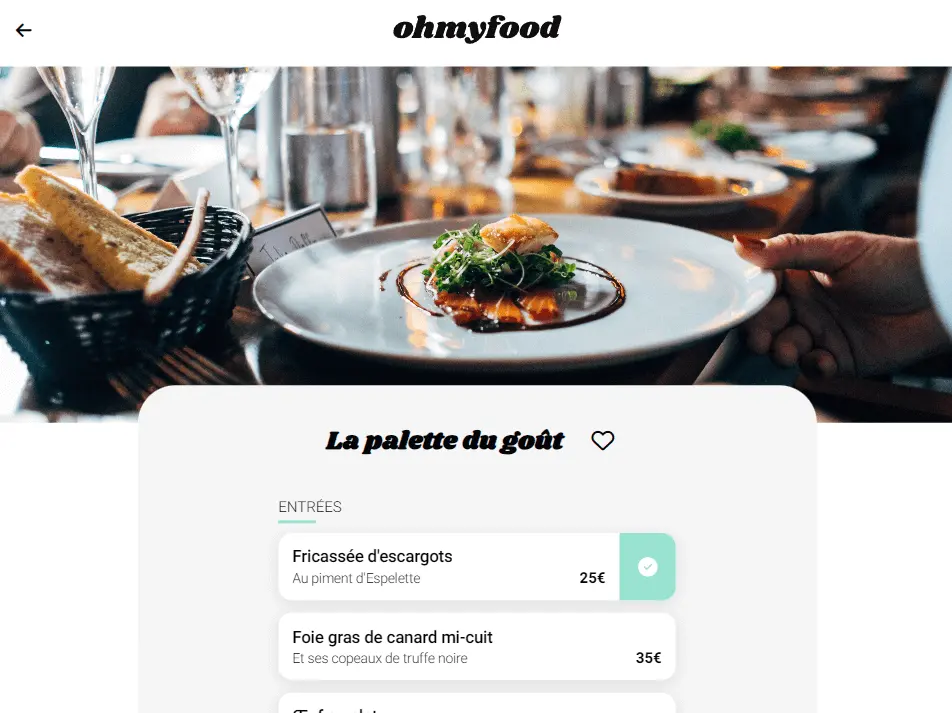 ohmyfood
La palette du goût
ENTRÉES
Fricassée d'escargots
Au piment d'Espelette
25€
Foie gras de canard mi-cuit
Et ses copeaux de truffe noire
35€